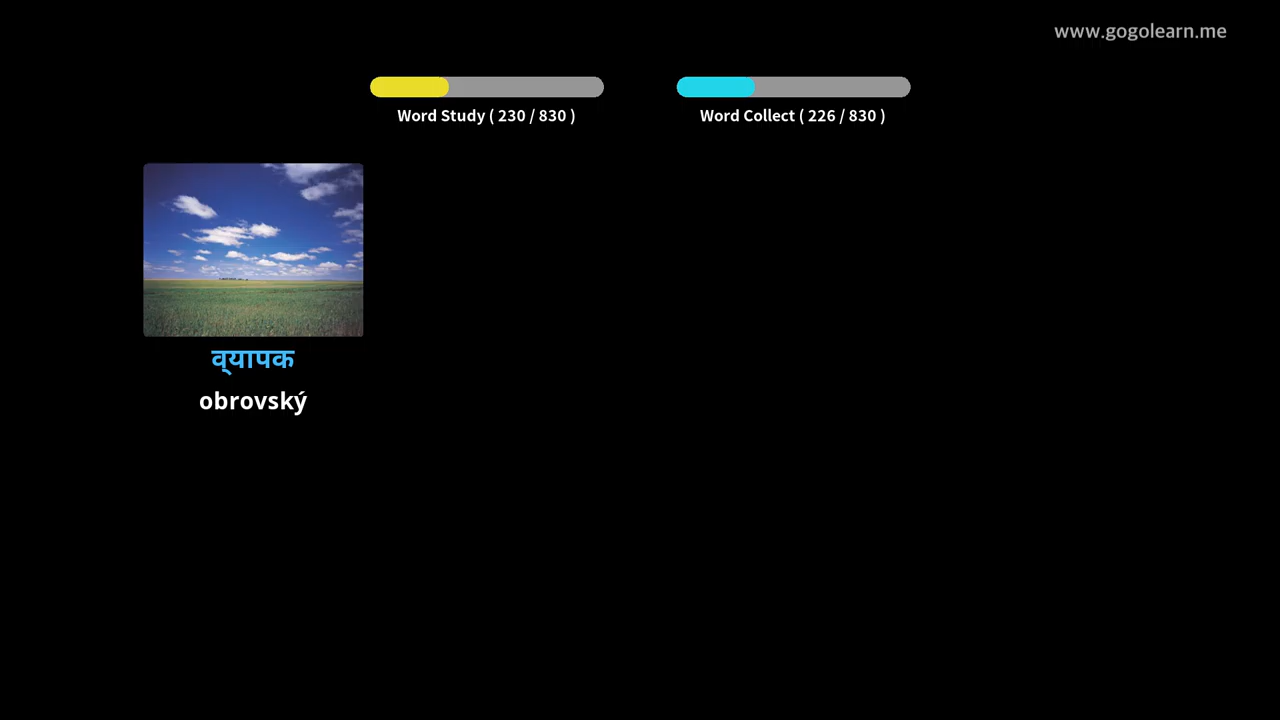 www.gogolearn.me
Word Study ( 230 / 830 )
Word Collect ( 226 / 830 )
व्यापक
obrovský